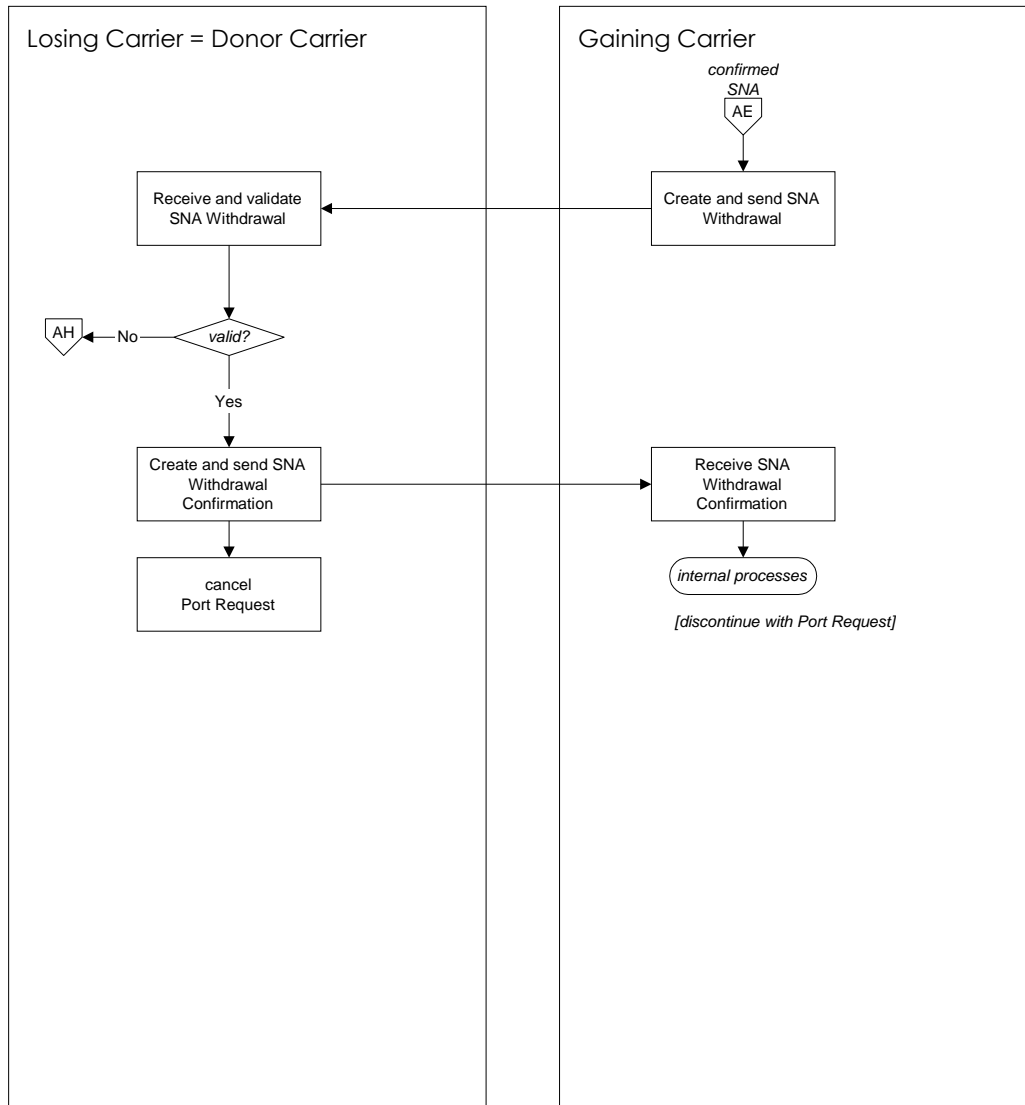 Losing Carrier = Donor Carrier
Gaining Carrier
confirmed
SNA
AE
Receive and validate
SNA Withdrawal
Create and send SNA
Withdrawal
AH
No
valid?
Yes
Create and send SNA
Withdrawal
Confirmation
Receive SNA
Withdrawal
Confirmation
cancel
Port Request
internal processes
[discontinue with Port Request]